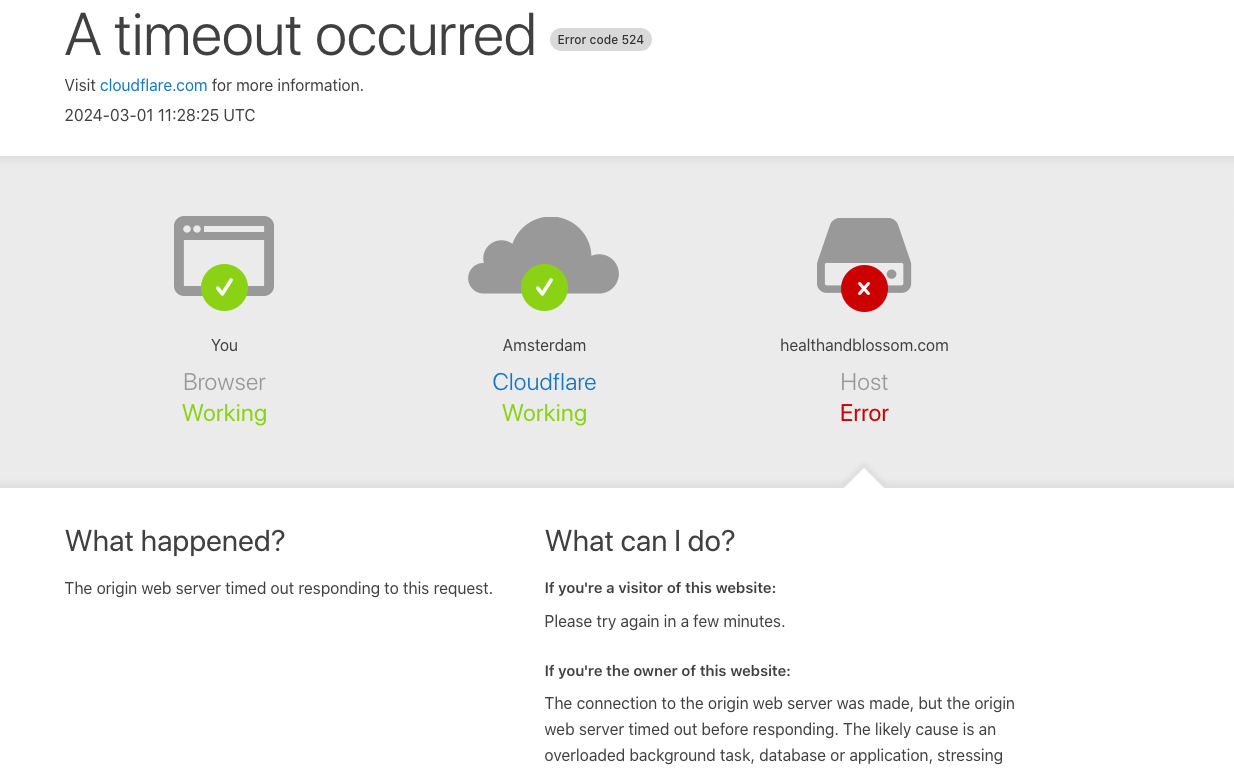 A timeout occurred Error code 524
Visit cloudflare.com for more information.
2024-03-01 11:28:25 UTC
You
Browser
Working
Amsterdam
Cloudflare
Working
healthandblossom.com
Host
Error
What happened?
The origin web server timed out responding to this request.
What can I do?
If you're a visitor of this website:
Please try again in a few minutes.
If you're the owner of this website:
The connection to the origin web server was made, but the origin
web server timed out before responding. The likely cause is an
overloaded background task, database or application, stressing